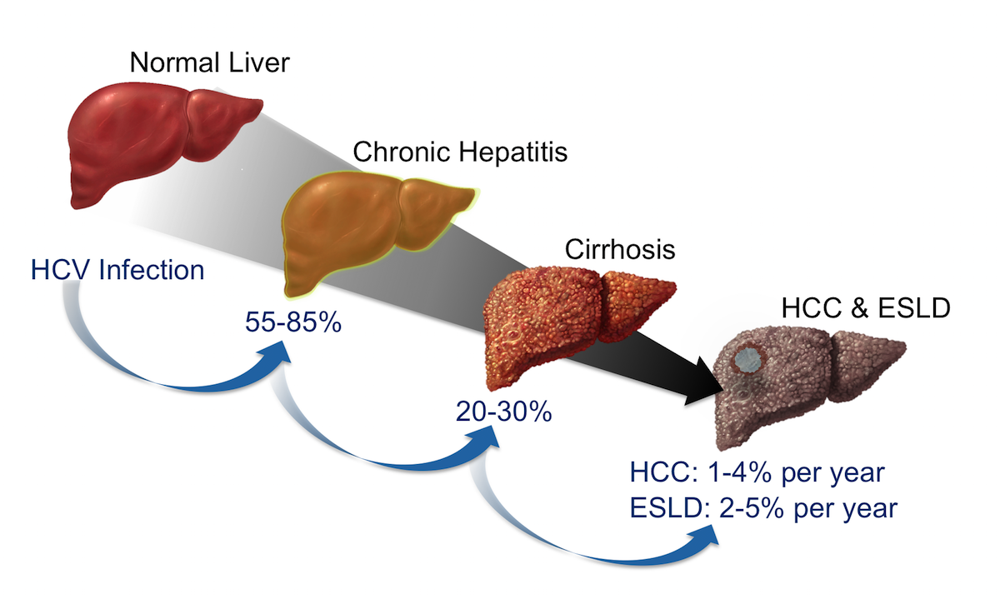 Normal Liver
Chronic Hepatitis
Cirrhosis
HCC & ESLD
HCV Infection
55-85%
20-30%
HCC: 1-4% per year
ESLD: 2-5% per year